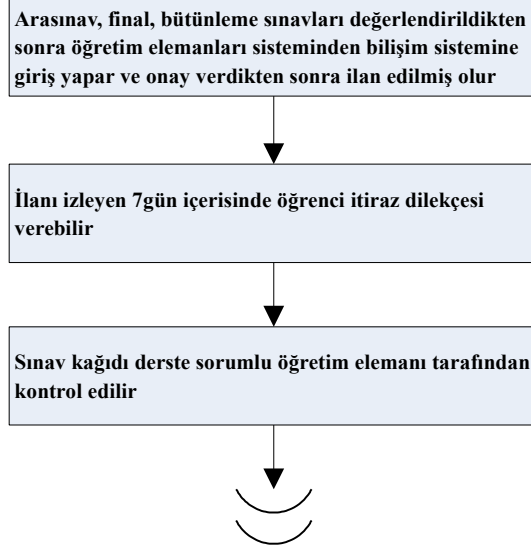 Arasınav, final, bütünleme sınavları değerlendirildikten
sonra öğretim elemanları sisteminden bilişim sistemine
giriş yapar ve onay verdikten sonra ilan edilmiş olur
İlanı izleyen 7gün içerisinde öğrenci itiraz dilekçesi
verebilir
Sınav kağıdı derste sorumlu öğretim elemanı tarafından
kontrol edilir